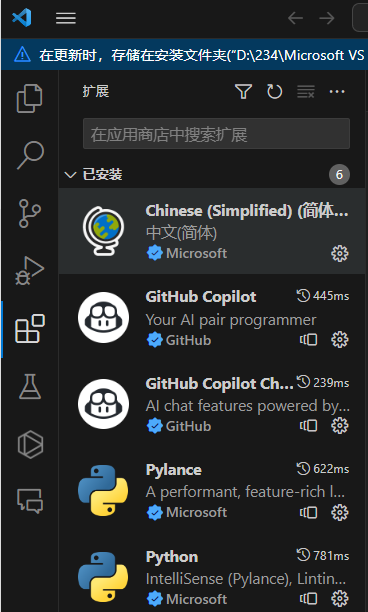 在更新时，存储在安装文件夹("D:\234\Microsoft VS
扩展
在应用商店中搜索扩展
已安装
6
Chinese (Simplified) (简体...
中文(简体)
Microsoft
GitHub Copilot 445ms
Your AI pair programmer
GitHub
GitHub Copilot Ch... 239ms
AI chat features powered by...
GitHub
Pylance 622ms
A performant, feature-rich l...
Microsoft
Python 781ms
IntelliSense (Pylance), Lintin...
Microsoft